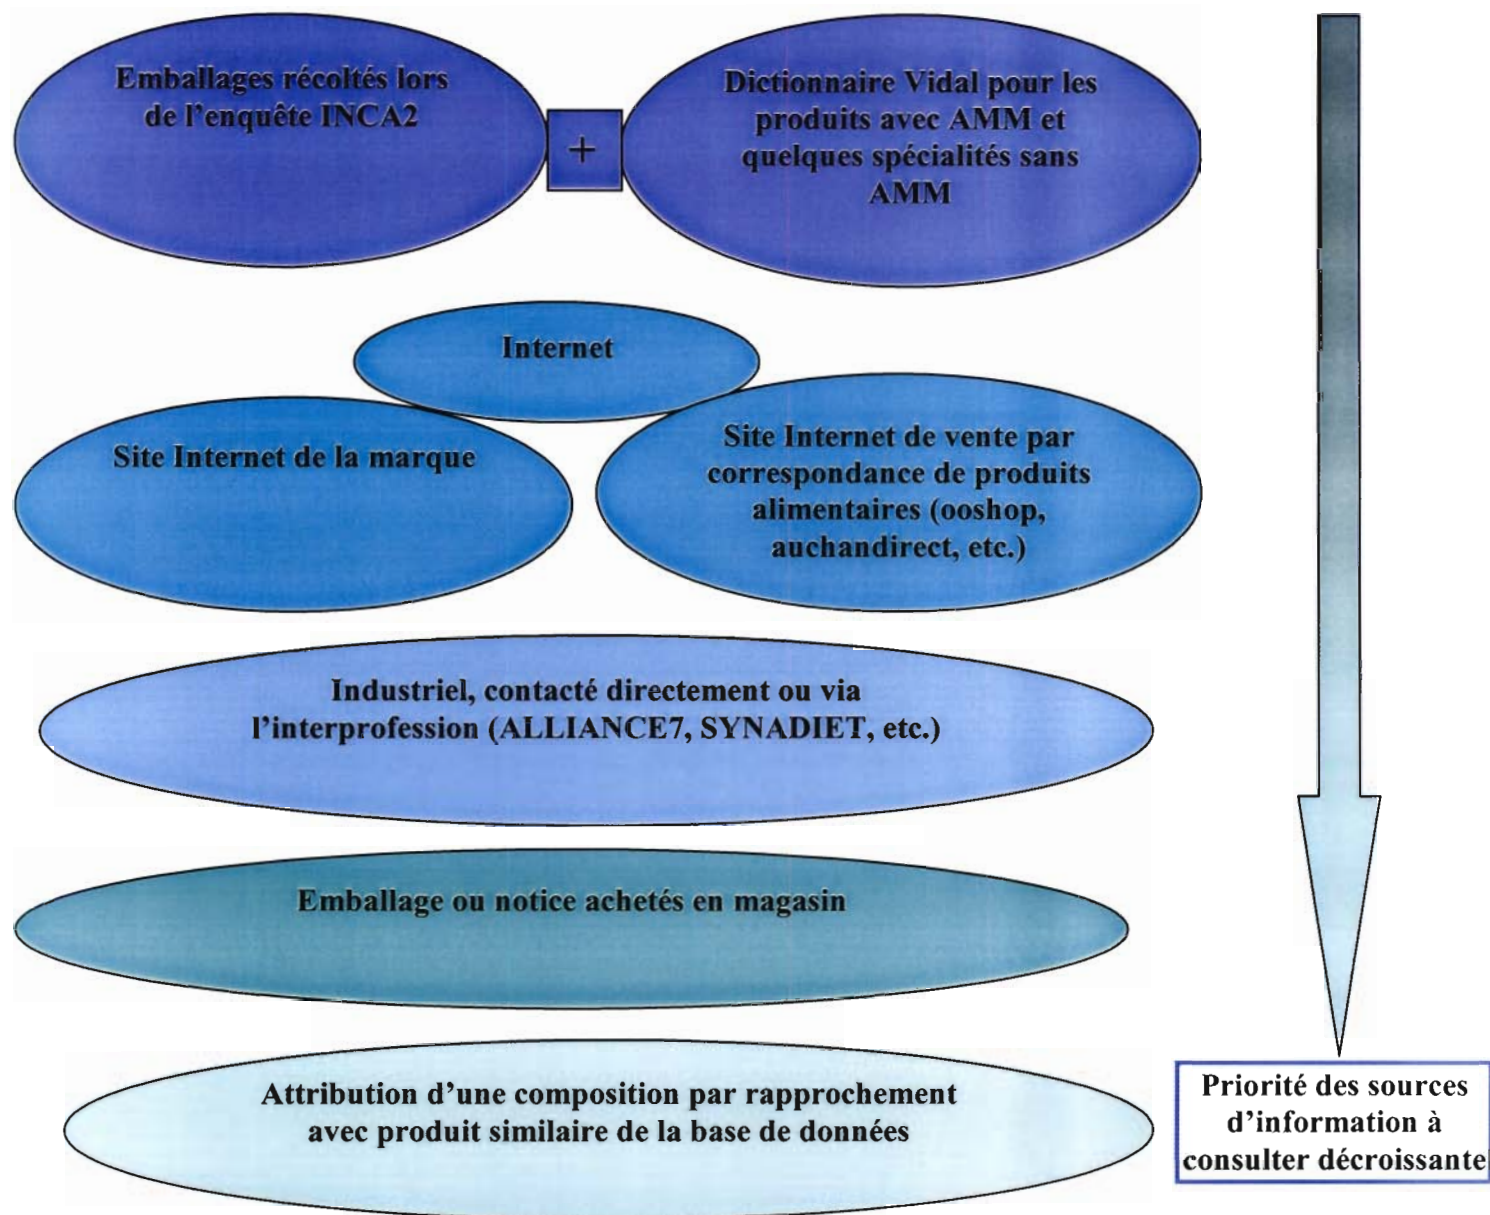 Emballages récoltés lors
de l'enquête INCA2
+
Dictionnaire Vidal pour les
produits avec AMM et
quelques spécialités sans
AMM
Internet
Site Internet de la marque
Site Internet de vente par
correspondance de produits
alimentaires (ooshop,
auchandirect, etc.)
Industriel, contacté directement ou via
l'interprofession (ALLIANCE7, SYNADIET, etc.)
Emballage ou notice achetés en magasin
Attribution d'une composition par rapprochement
avec produit similaire de la base de données
Priorité des sources
d'information à
consulter décroissante